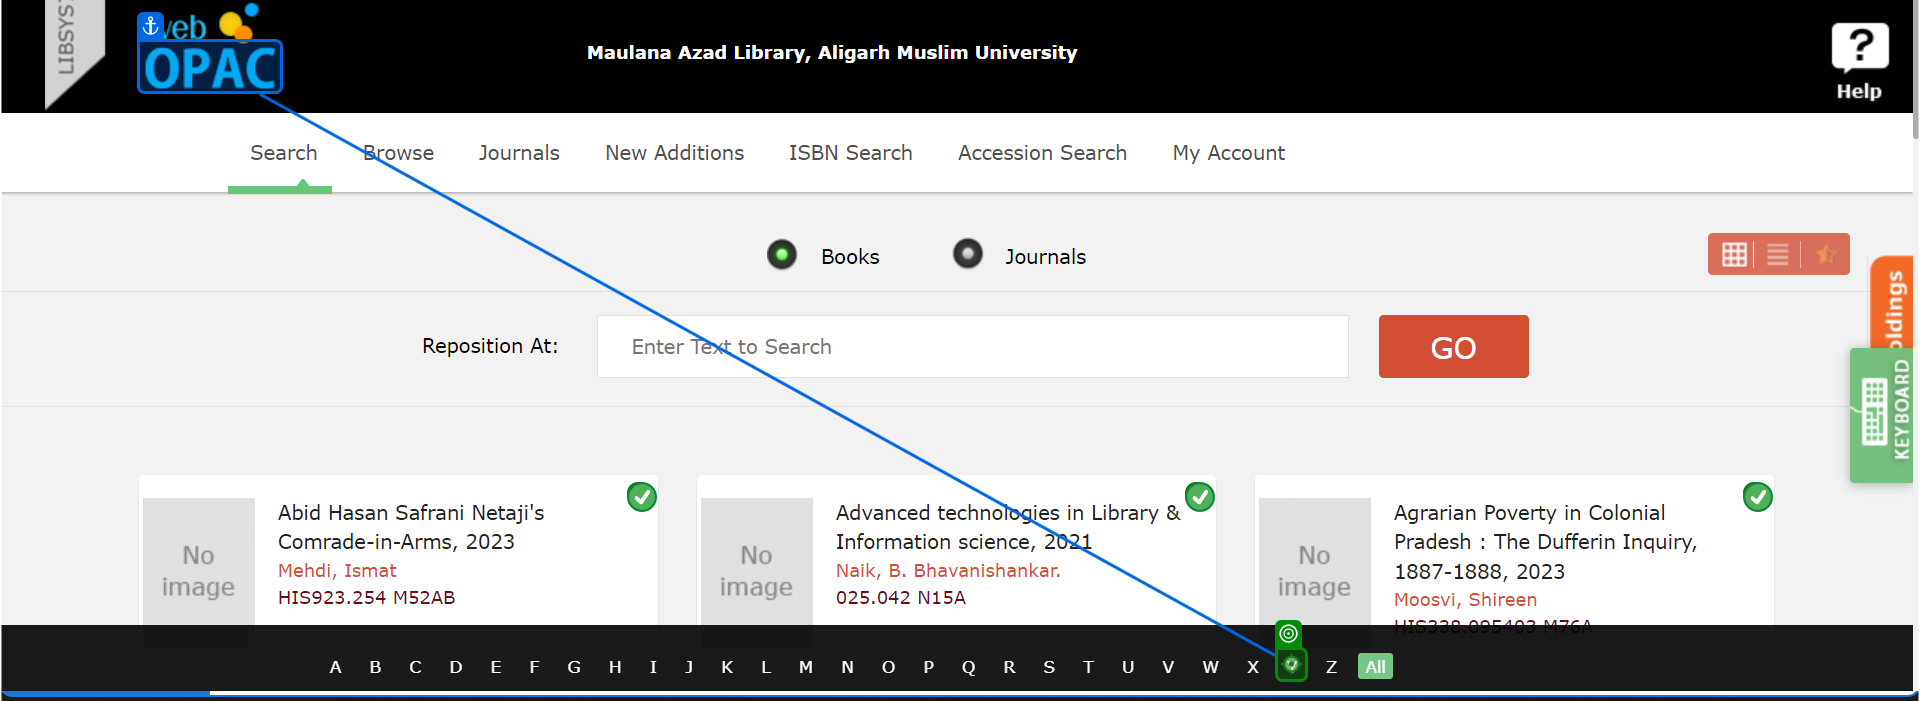 LIBSYS
web
OPAC
Maulana Azad Library, Aligarh Muslim University
Help
Search Browse Journals New Additions ISBN Search Accession Search My Account
Books Journals
Reposition At: Enter Text to Search GO
oldings
KEYBOARD
No image
Abid Hasan Safrani Netaji's
Comrade-in-Arms, 2023
Mehdi, Ismat
HIS923.254 M52AB
No image
Advanced technologies in Library &
Information science, 2021
Naik, B. Bhavanishankar.
025.042 N15A
No image
Agrarian Poverty in Colonial
Pradesh : The Dufferin Inquiry,
1887-1888, 2023
Moosvi, Shireen
HIS338.095403 M76A
A B C D E F G H I J K L M N O P Q R S T U V W X Z All